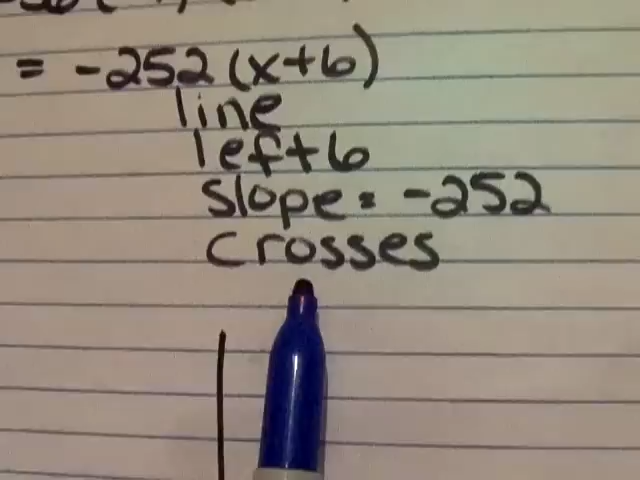 = -252(x+6)
line
left 6
slope = -252
crosses